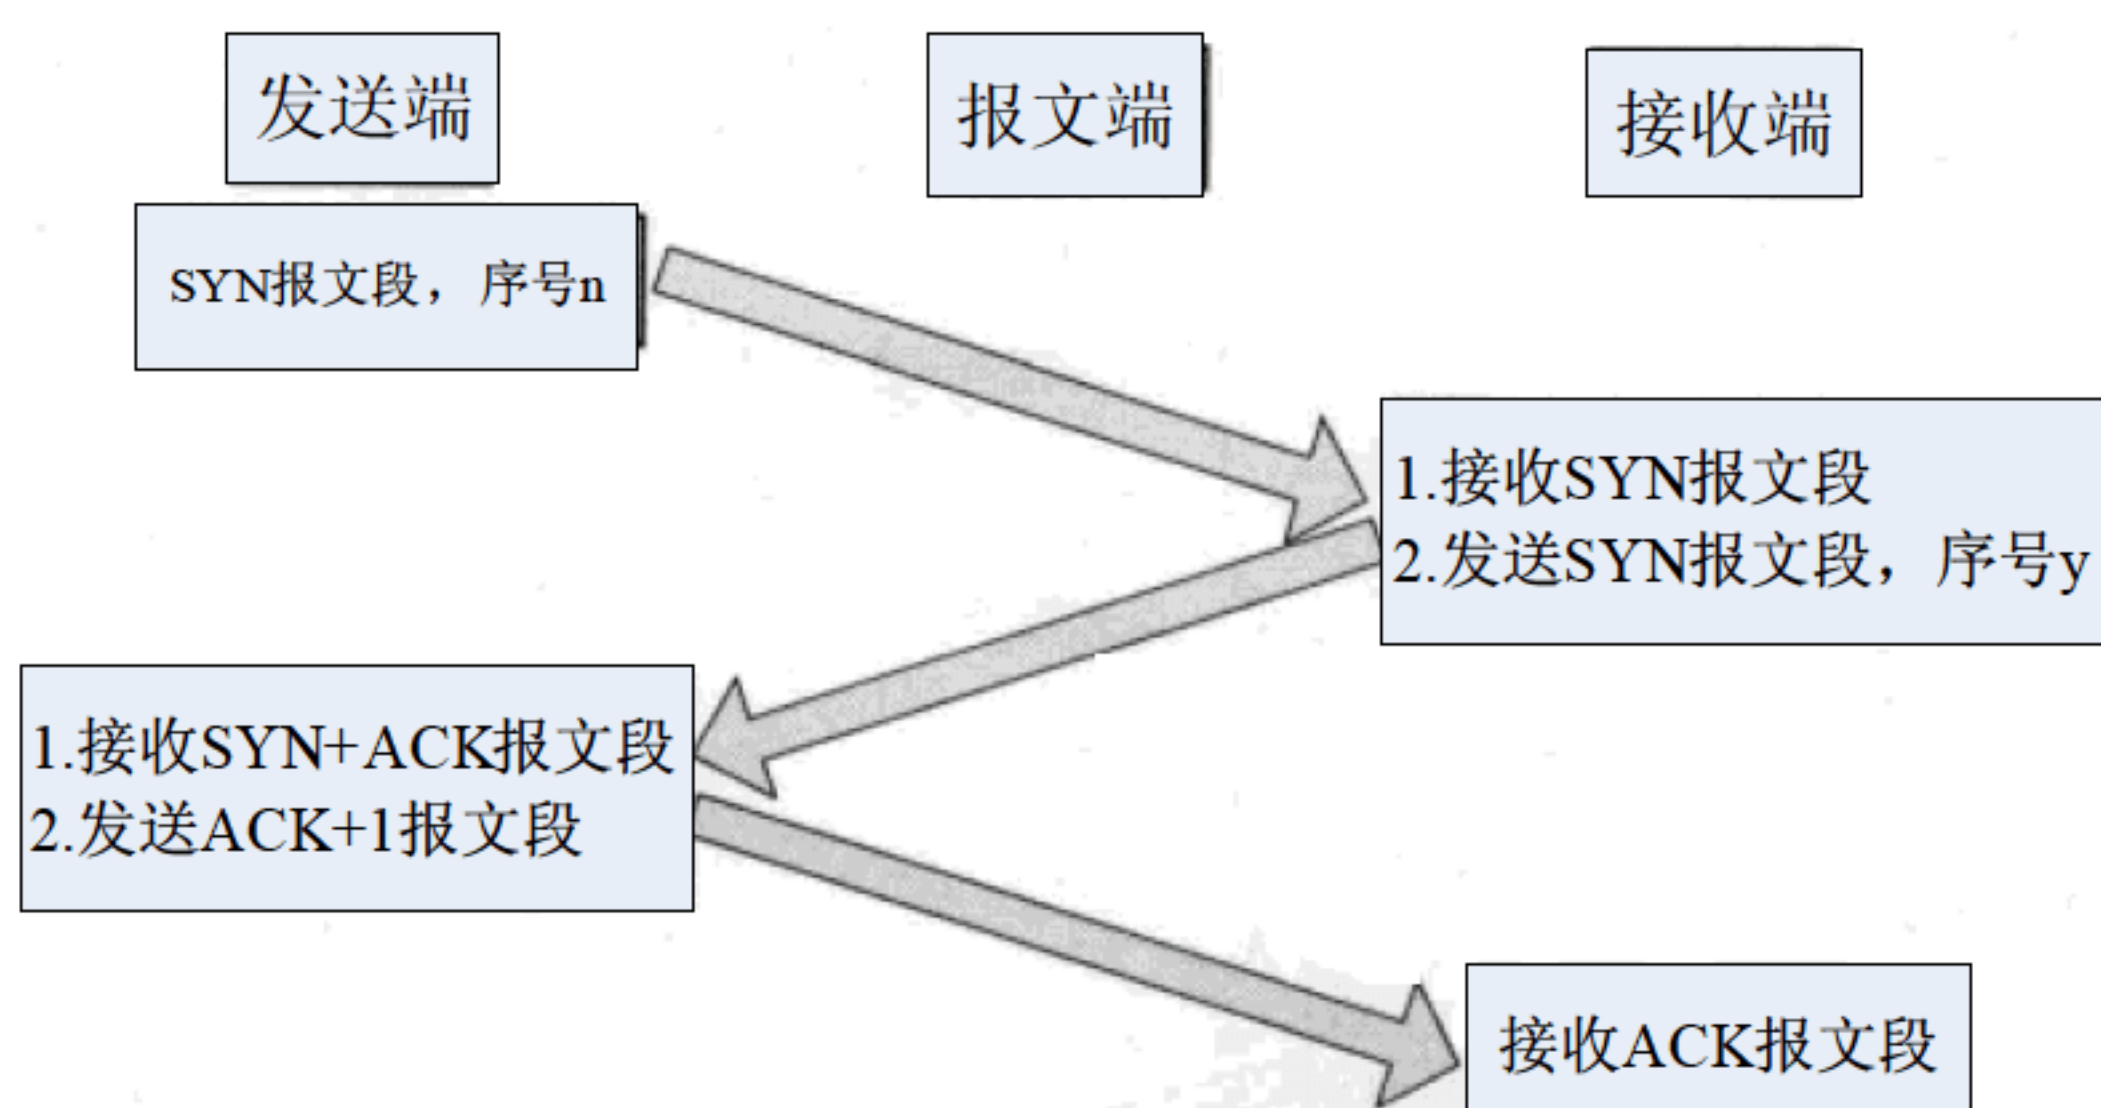 发送端
报文端
接收端
SYN报文段，序号n
1.接收SYN报文段
2.发送SYN报文段，序号y
1.接收SYN+ACK报文段
2.发送ACK+1报文段
接收ACK报文段